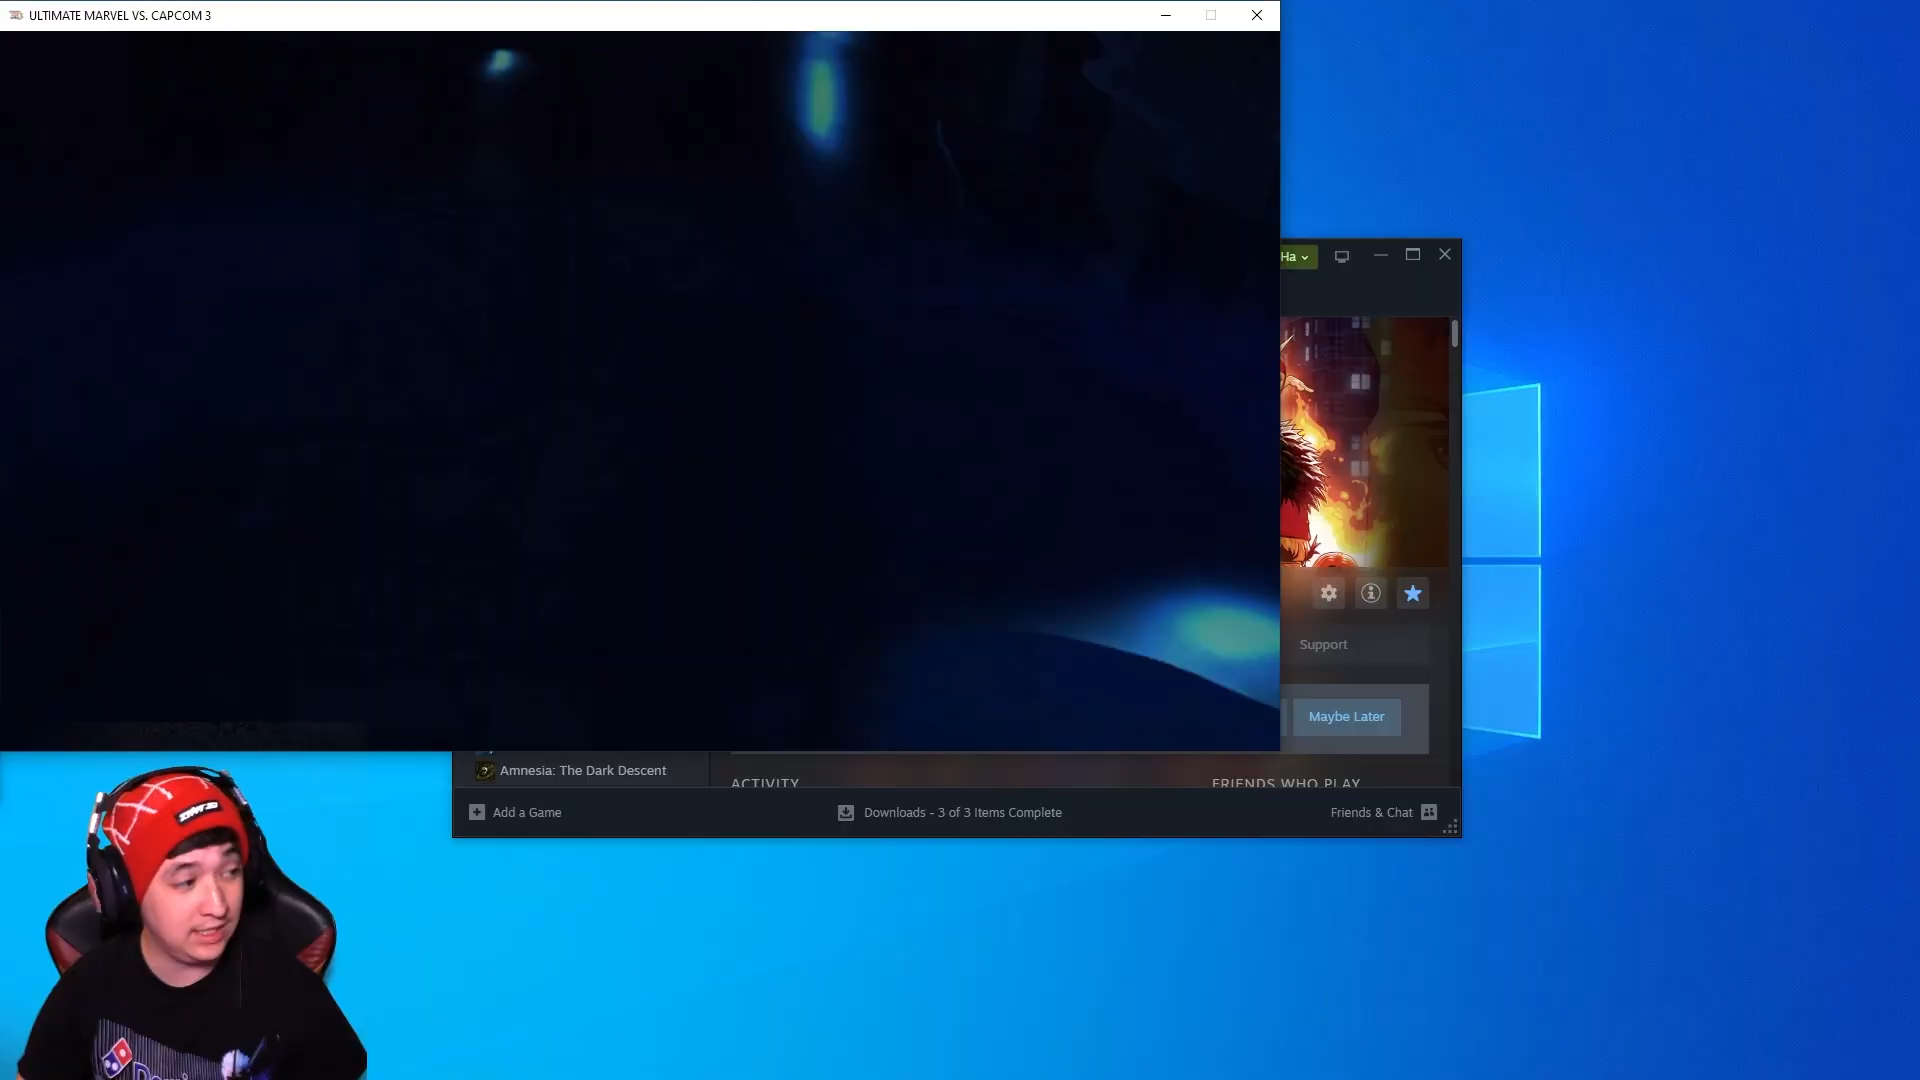 ULTIMATE MARVEL VS. CAPCOM 3
Ha
Support
Maybe Later
Amnesia: The Dark Descent
ACTIVITY
FRIENDS WHO PLAY
Add a Game
Downloads - 3 of 3 Items Complete
Friends & Chat